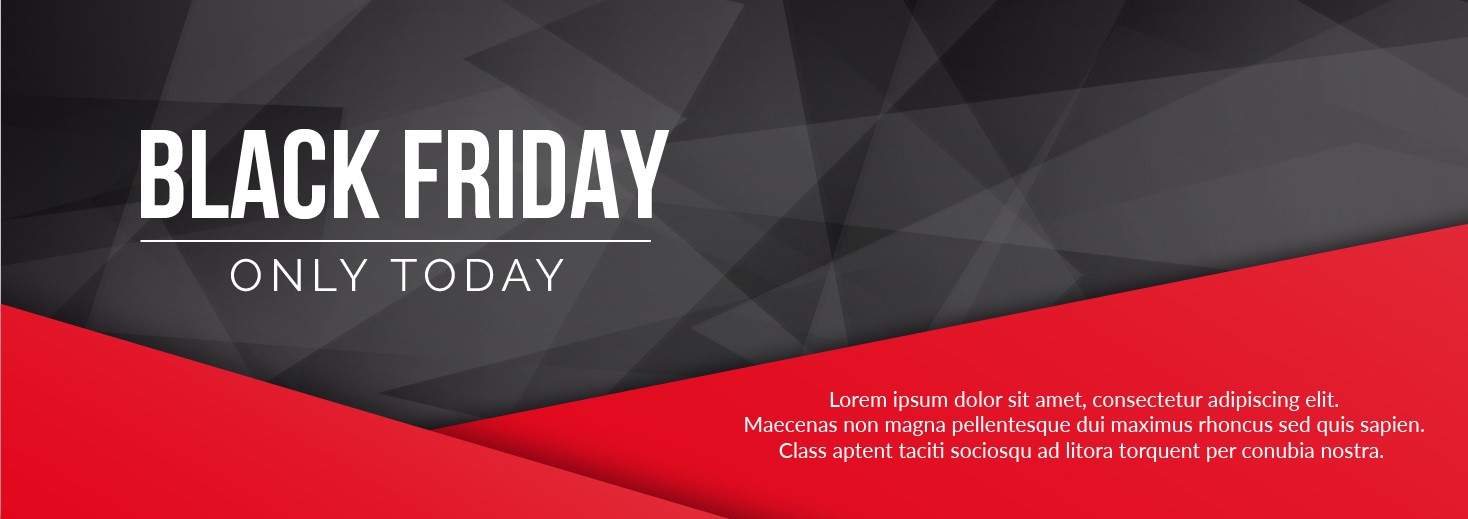 BLACK FRIDAY
ONLY TODAY
Lorem ipsum dolor sit amet, consectetur adipiscing elit.
Maecenas non magna pellentesque dui maximus rhoncus sed quis sapien.
Class aptent taciti sociosqu ad litora torquent per conubia nostra.